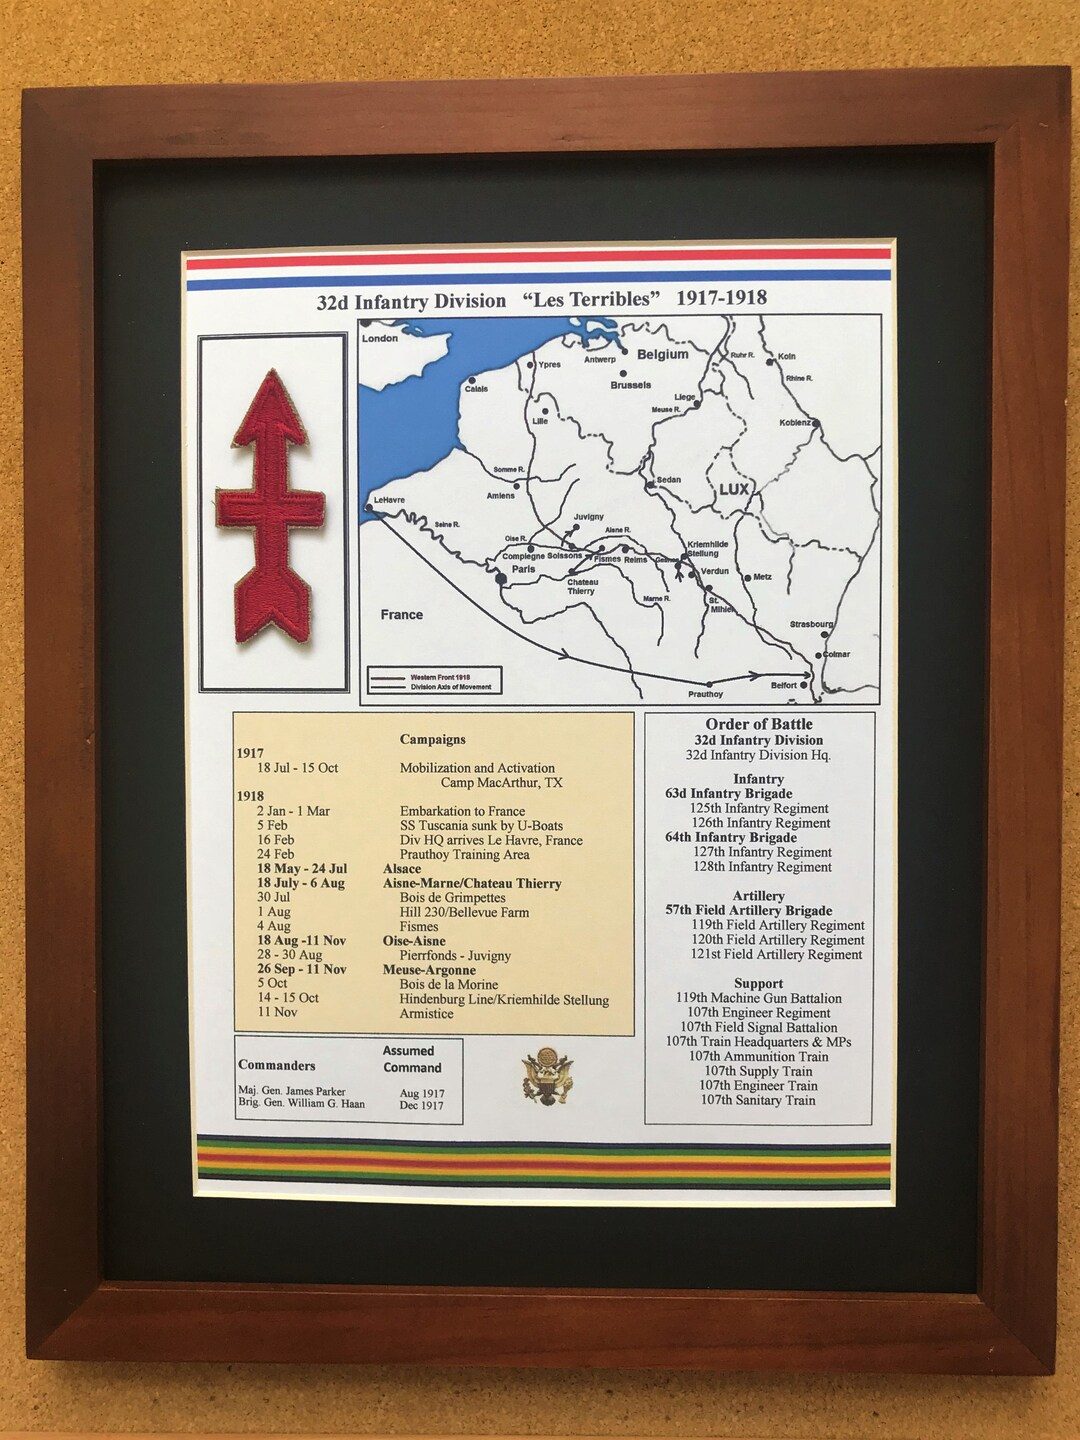 32d Infantry Division "Les Terribles" 1917-1918
London
Antwerp
Belgium
Ruhr R.
Koln
Ypres
Brussels
Rhine R.
Calais
Liege
Meuse R.
Lille
Koblenz
Somme R.
Sedan
LUX
Amiens
LeHavre
Juvigny
Seine R.
Aisne R.
Oise R.
Kriemhilde
Stellung
Compiegne Soissons Fismes Reims
Paris
Verdun
Metz
Chateau
Thierry
Marne R.
St.
Mihiel
France
Strasbourg
Colmar
Western Front 1918
Division Axis of Movement
Belfort
Prauthoy
Campaigns
1917
18 Jul - 15 Oct Mobilization and Activation
Camp MacArthur, TX
1918
2 Jan - 1 Mar Embarkation to France
5 Feb SS Tuscania sunk by U-Boats
16 Feb Div HQ arrives Le Havre, France
24 Feb Prauthoy Training Area
18 May - 24 Jul Alsace
18 July - 6 Aug Aisne-Marne/Chateau Thierry
30 Jul Bois de Grimpettes
1 Aug Hill 230/Bellevue Farm
4 Aug Fismes
18 Aug -11 Nov Oise-Aisne
28 - 30 Aug Pierrfonds - Juvigny
26 Sep - 11 Nov Meuse-Argonne
5 Oct Bois de la Morine
14 - 15 Oct Hindenburg Line/Kriemhilde Stellung
11 Nov Armistice
Order of Battle
32d Infantry Division
32d Infantry Division Hq.
Infantry
63d Infantry Brigade
125th Infantry Regiment
126th Infantry Regiment
64th Infantry Brigade
127th Infantry Regiment
128th Infantry Regiment
Artillery
57th Field Artillery Brigade
119th Field Artillery Regiment
120th Field Artillery Regiment
121st Field Artillery Regiment
Support
119th Machine Gun Battalion
107th Engineer Regiment
107th Field Signal Battalion
107th Train Headquarters & MPs
107th Ammunition Train
107th Supply Train
107th Engineer Train
107th Sanitary Train
Assumed
Commanders Command
Maj. Gen. James Parker Aug 1917
Brig. Gen. William G. Haan Dec 1917